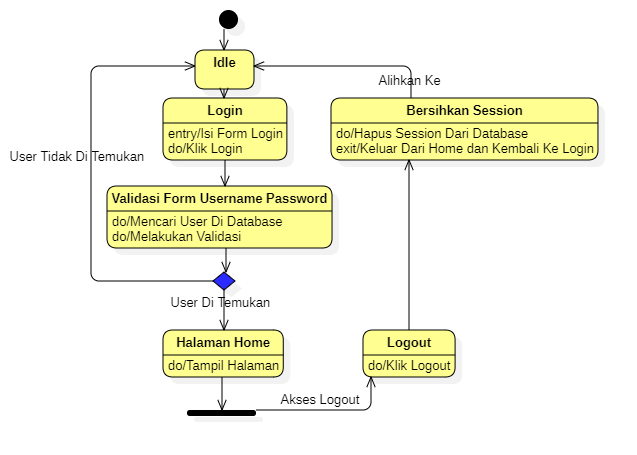 Idle
Alihkan Ke
Login
entry/Isi Form Login
do/Klik Login
Bersihkan Session
do/Hapus Session Dari Database
exit/Keluar Dari Home dan Kembali Ke Login
User Tidak Di Temukan
Validasi Form Username Password
do/Mencari User Di Database
do/Melakukan Validasi
User Di Temukan
Halaman Home
do/Tampil Halaman
Logout
do/Klik Logout
Akses Logout